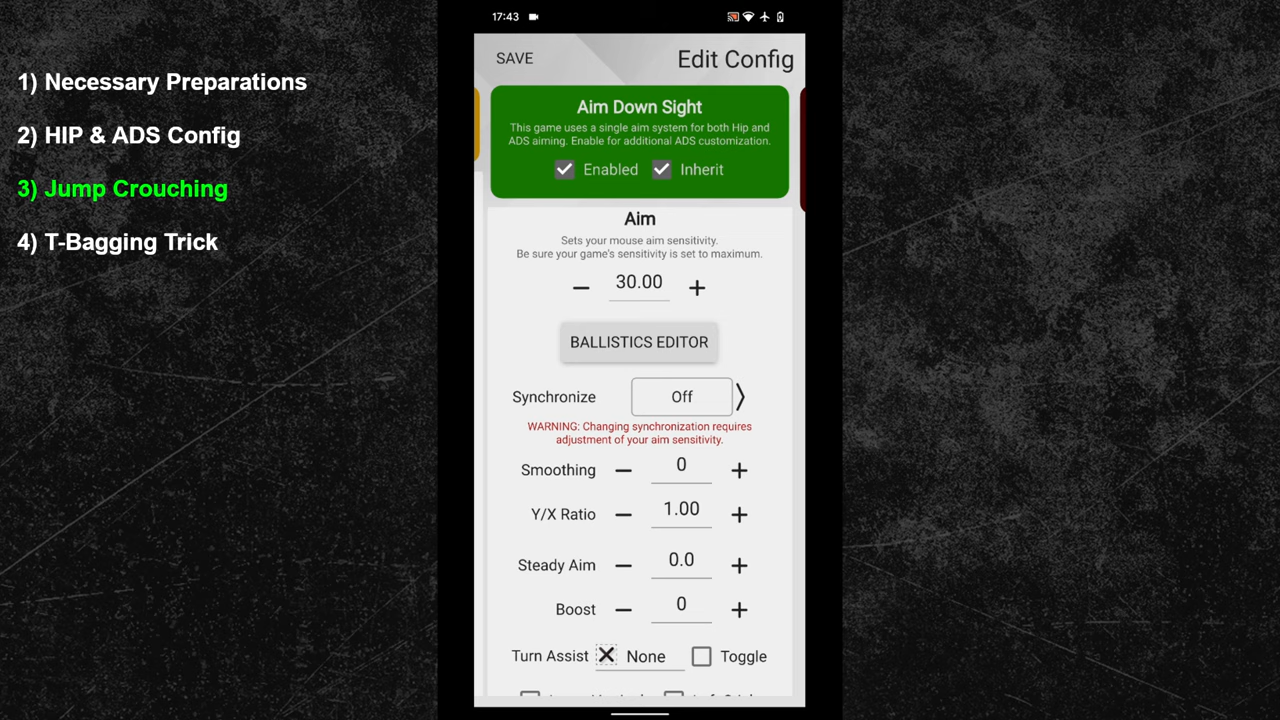 1) Necessary Preparations
2) HIP & ADS Config
3) Jump Crouching
4) T-Bagging Trick
17:43
SAVE
Edit Config
Aim Down Sight
This game uses a single aim system for both Hip and
ADS aiming. Enable for additional ADS customization.
Enabled
Inherit
Aim
Sets your mouse aim sensitivity.
Be sure your game's sensitivity is set to maximum.
30.00
BALLISTICS EDITOR
Synchronize Off
WARNING: Changing synchronization requires
adjustment of your aim sensitivity.
Smoothing 0
Y/X Ratio 1.00
Steady Aim 0.0
Boost 0
Turn Assist None Toggle